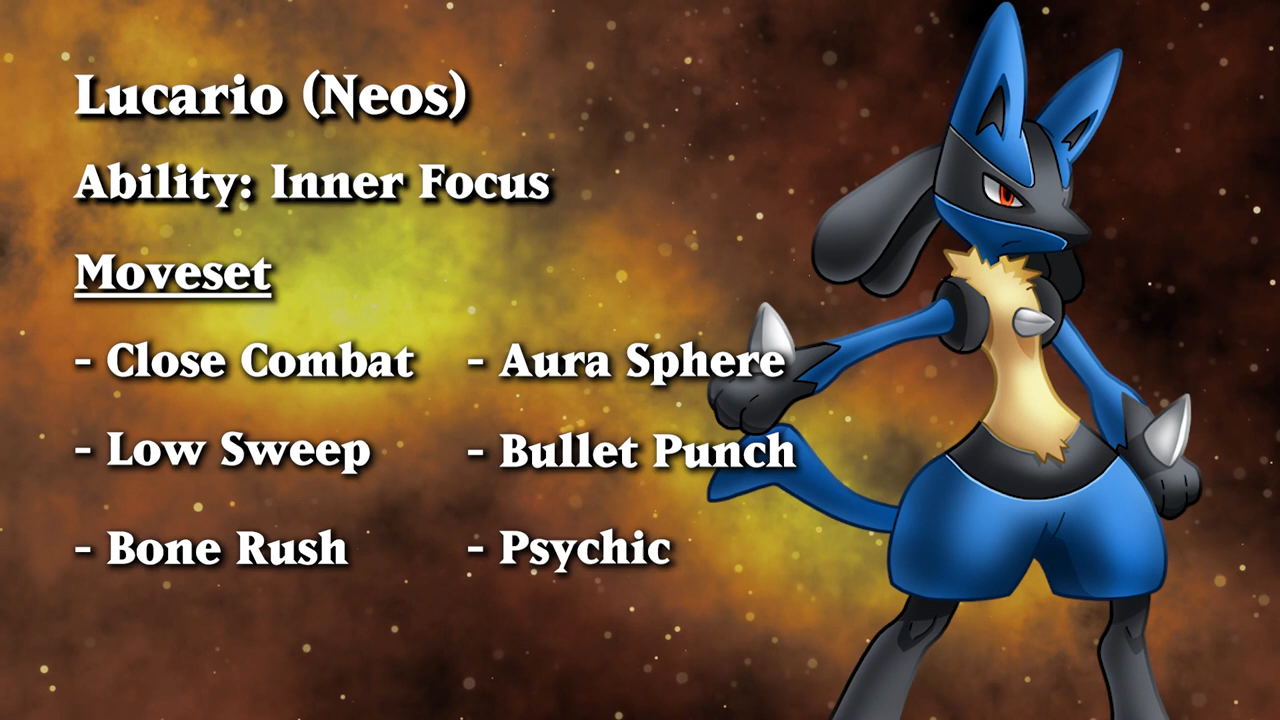 Lucario (Neos)
Ability: Inner Focus
Moveset
- Close Combat - Aura Sphere
- Low Sweep - Bullet Punch
- Bone Rush - Psychic